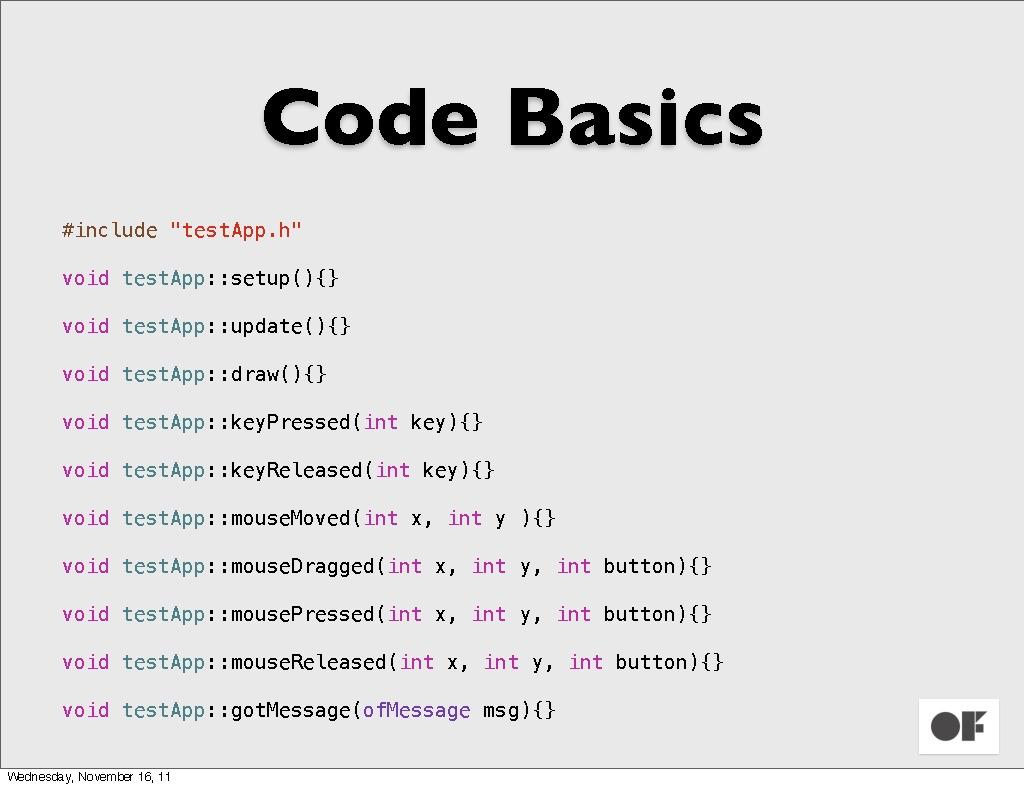 Code Basics
#include "testApp.h"
void testApp::setup(){}
void testApp::update(){}
void testApp::draw(){}
void testApp::keyPressed(int key){}
void testApp::keyReleased(int key){}
void testApp::mouseMoved(int x, int y ){}
void testApp::mouseDragged(int x, int y, int button){}
void testApp::mousePressed(int x, int y, int button){}
void testApp::mouseReleased(int x, int y, int button){}
void testApp::gotMessage(ofMessage msg){}
OF
Wednesday, November 16, 11